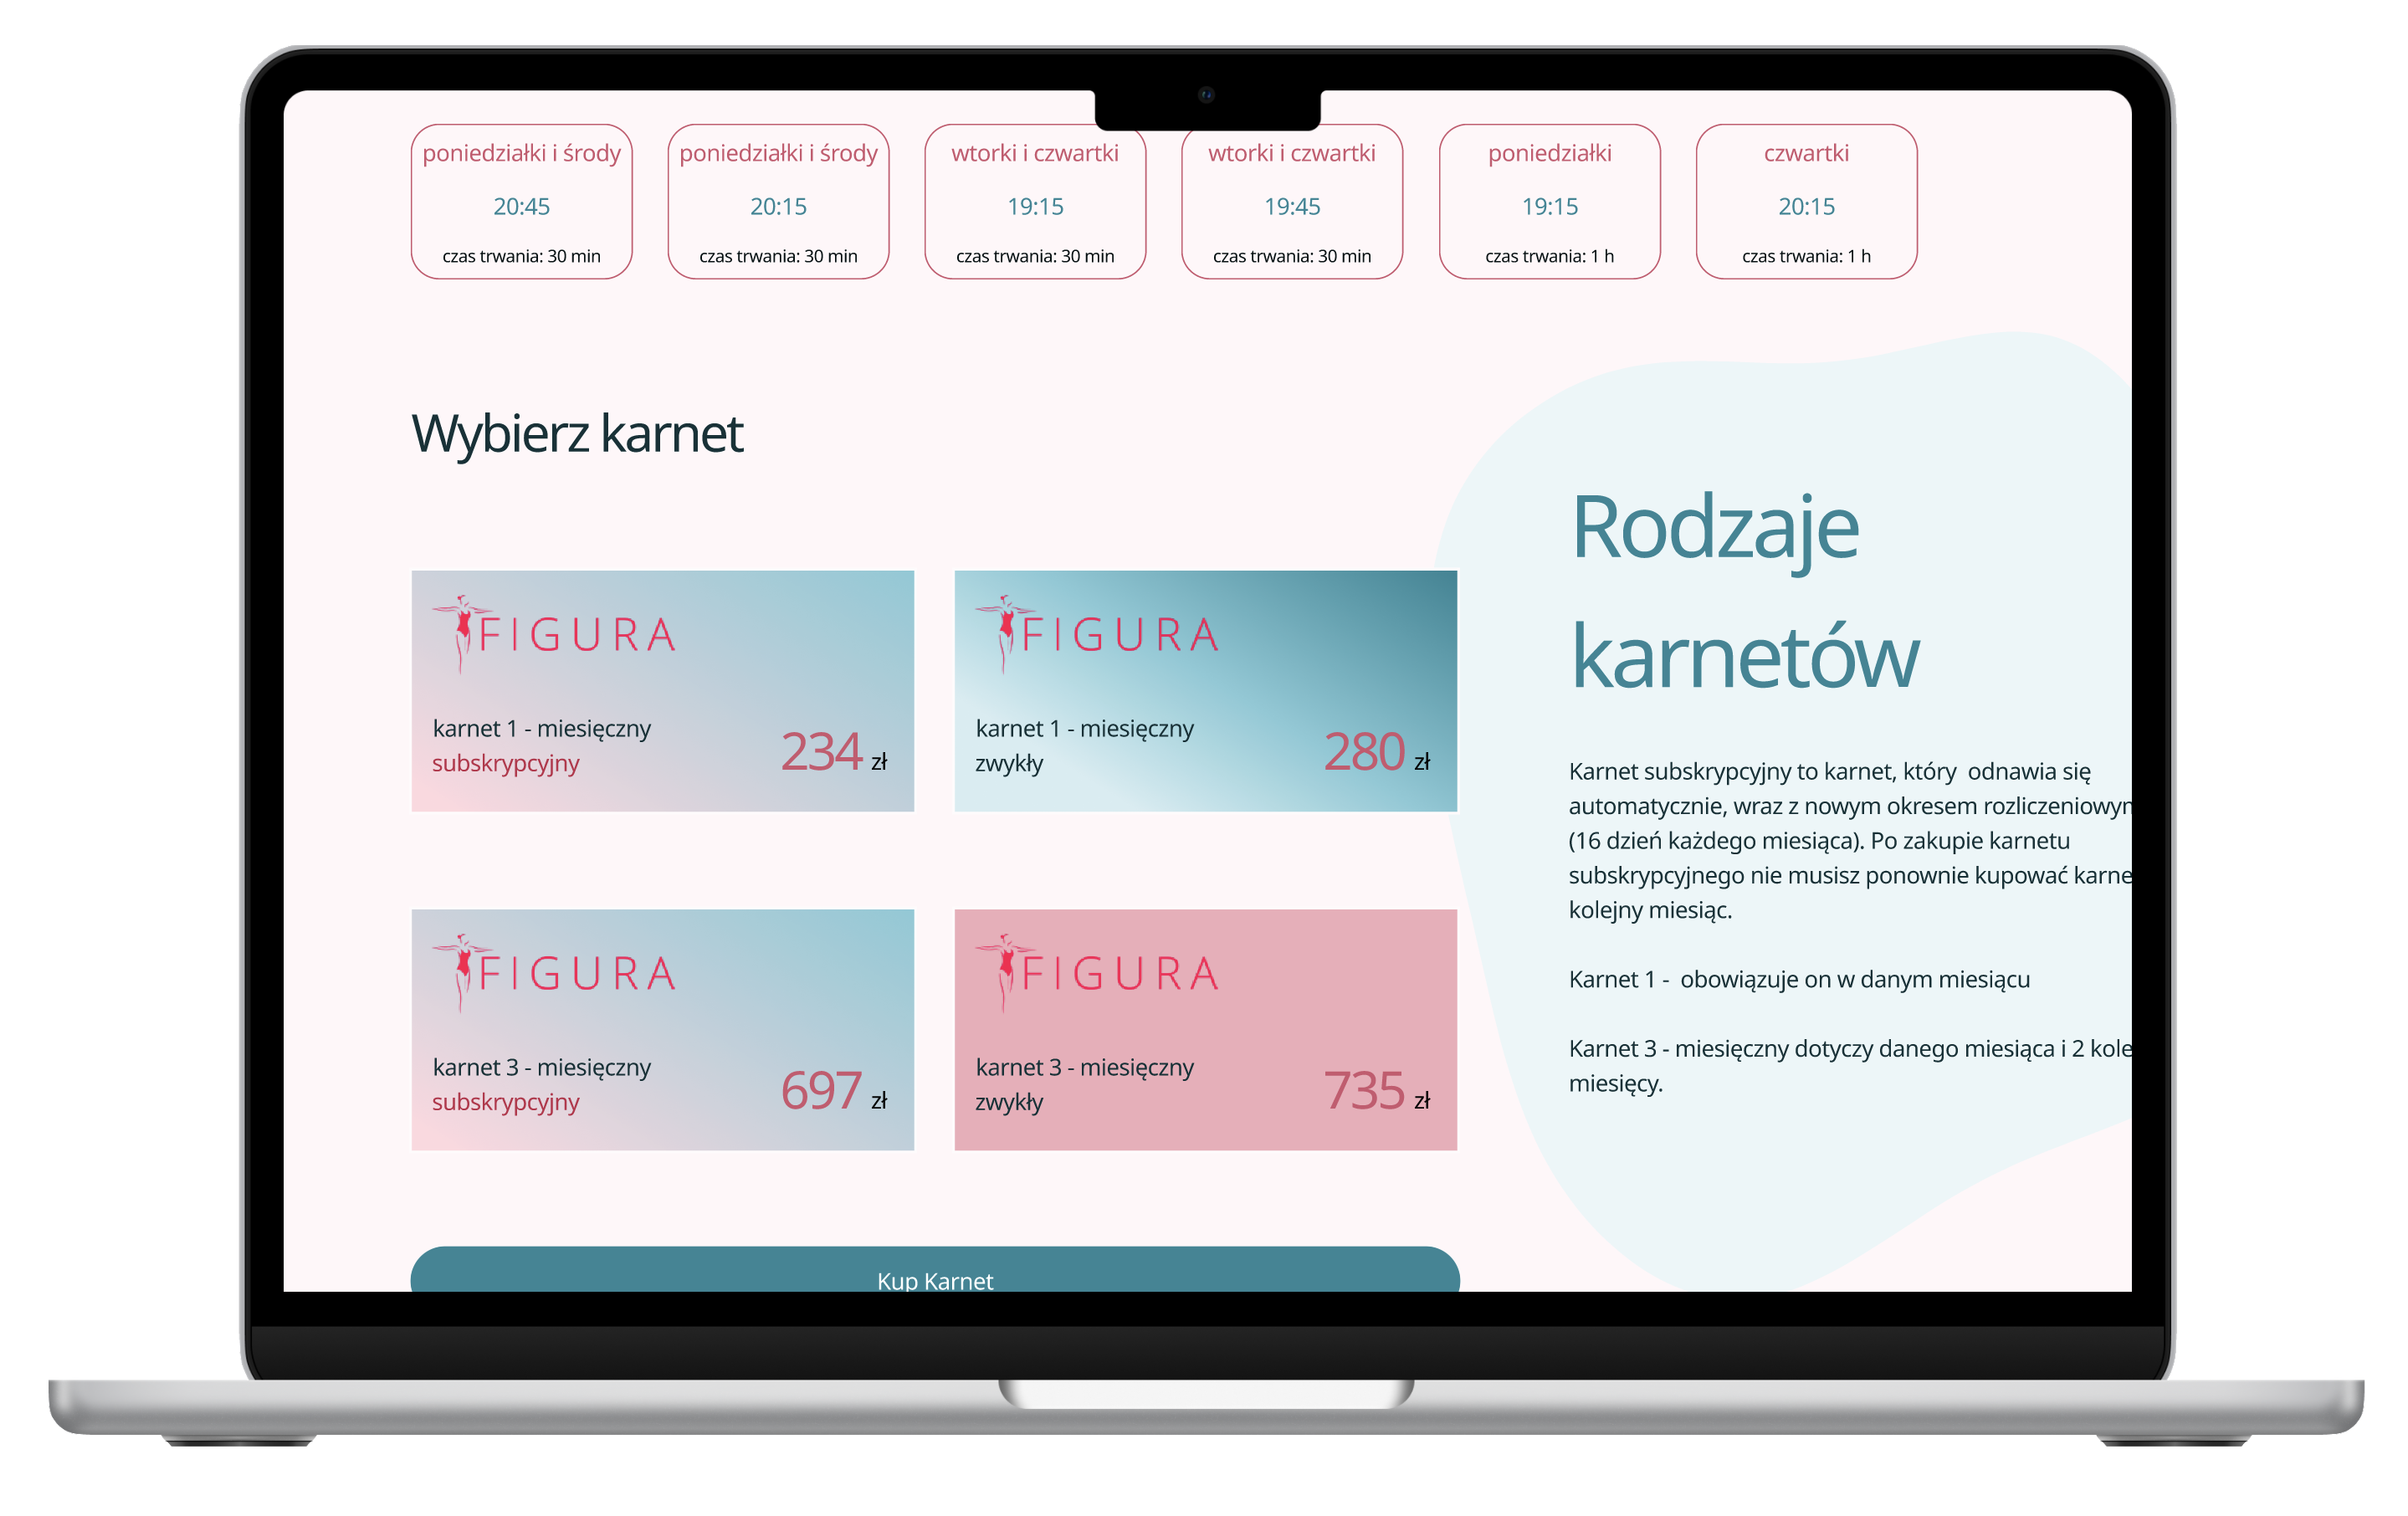 poniedziałki i środy
20:45
czas trwania: 30 min
poniedziałki i środy
20:15
czas trwania: 30 min
wtorki i czwartki
19:15
czas trwania: 30 min
wtorki i czwartki
19:45
czas trwania: 30 min
poniedziałki
19:15
czas trwania: 1 h
czwartki
20:15
czas trwania: 1 h
Wybierz karnet
FIGURA
karnet 1 - miesięczny
subskrypcyjny
234 zł
FIGURA
karnet 1 - miesięczny
zwykły
280 zł
FIGURA
karnet 3 - miesięczny
subskrypcyjny
697 zł
FIGURA
karnet 3 - miesięczny
zwykły
735 zł
Kup Karnet
Rodzaje
karnetów
Karnet subskrypcyjny to karnet, który odnawia się
automatycznie, wraz z nowym okresem rozliczeniowym
(16 dzień każdego miesiąca). Po zakupie karnetu
subskrypcyjnego nie musisz ponownie kupować karne
kolejny miesiąc.
Karnet 1 - obowiązuje on w danym miesiącu
Karnet 3 - miesięczny dotyczy danego miesiąca i 2 kole
miesięcy.